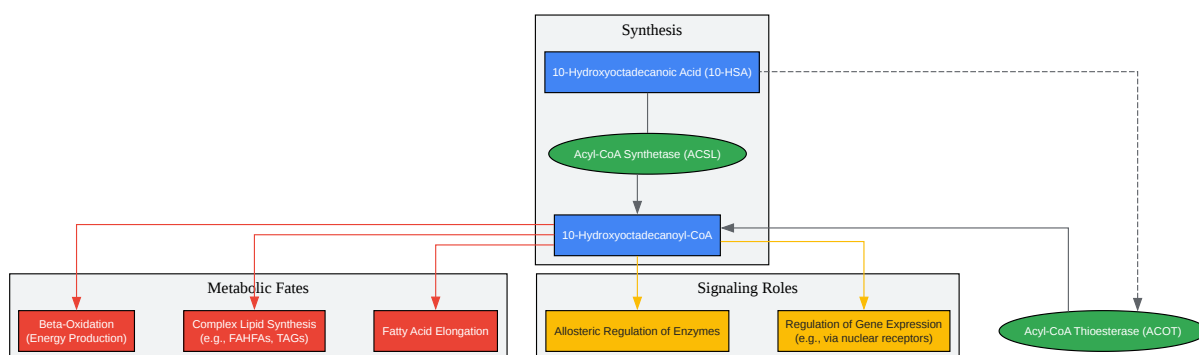 Synthesis
10-Hydroxyoctadecanoic Acid (10-HSA)
Acyl-CoA Synthetase (ACSL)
10-Hydroxyoctadecanoyl-CoA
Metabolic Fates
Beta-Oxidation
(Energy Production)
Complex Lipid Synthesis
(e.g., FAHFAs, TAGs)
Fatty Acid Elongation
Signaling Roles
Allosteric Regulation of Enzymes
Regulation of Gene Expression
(e.g., via nuclear receptors)
Acyl-CoA Thioesterase (ACOT)